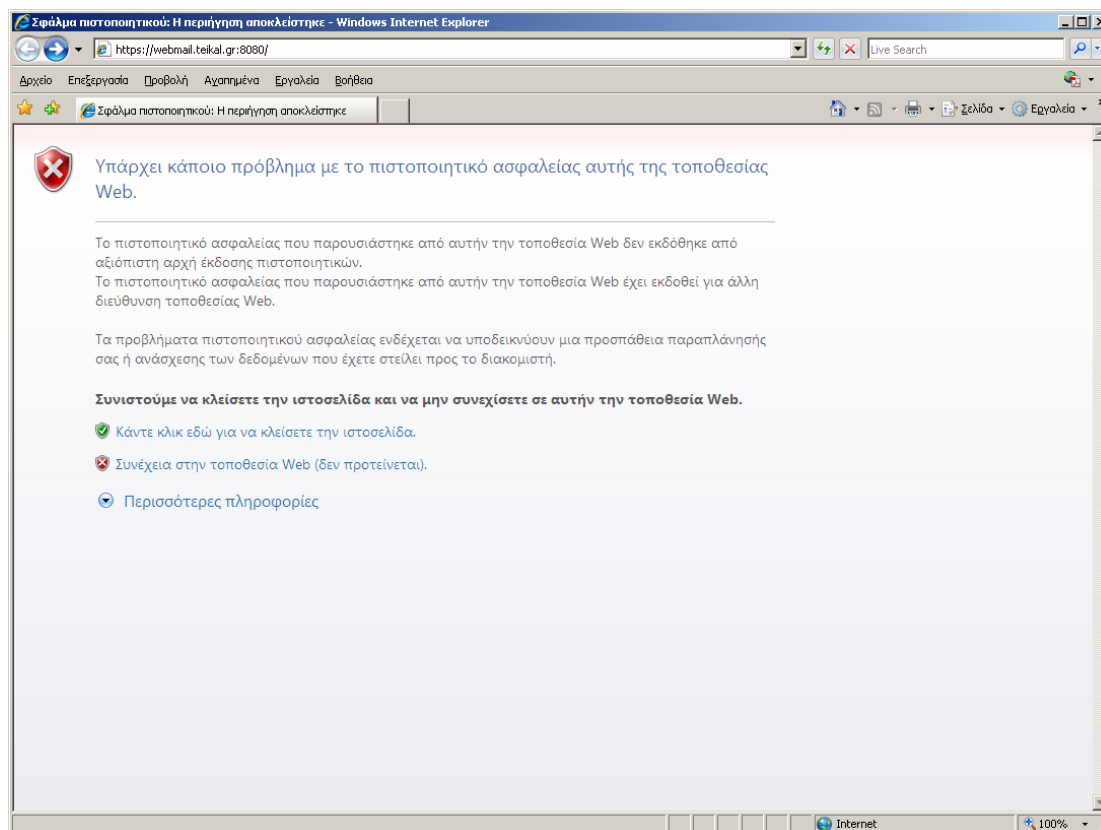 Σφάλμα πιστοποιητικού: Η περιήγηση αποκλείστηκε - Windows Internet Explorer
https://webmail.teikal.gr:8080/
Live Search
Αρχείο Επεξεργασία Προβολή Αγαπημένα Εργαλεία Βοήθεια
Σφάλμα πιστοποιητικού: Η περιήγηση αποκλείστηκε
Σελίδα Εργαλεία
Υπάρχει κάποιο πρόβλημα με το πιστοποιητικό ασφαλείας αυτής της τοποθεσίας
Web.
Το πιστοποιητικό ασφαλείας που παρουσιάστηκε από αυτήν την τοποθεσία Web δεν εκδόθηκε από
αξιόπιστη αρχή έκδοσης πιστοποιητικών.
Το πιστοποιητικό ασφαλείας που παρουσιάστηκε από αυτήν την τοποθεσία Web έχει εκδοθεί για άλλη
διεύθυνση τοποθεσίας Web.
Τα προβλήματα πιστοποιητικού ασφαλείας ενδέχεται να υποδεικνύουν μια προσπάθεια παραπλάνησής
σας ή ανάσχεσης των δεδομένων που έχετε στείλει προς το διακομιστή.
Συνιστούμε να κλείσετε την ιστοσελίδα και να μην συνεχίσετε σε αυτήν την τοποθεσία Web.
Κάντε κλικ εδώ για να κλείσετε την ιστοσελίδα.
Συνέχεια στην τοποθεσία Web (δεν προτείνεται).
Περισσότερες πληροφορίες
Internet
100%